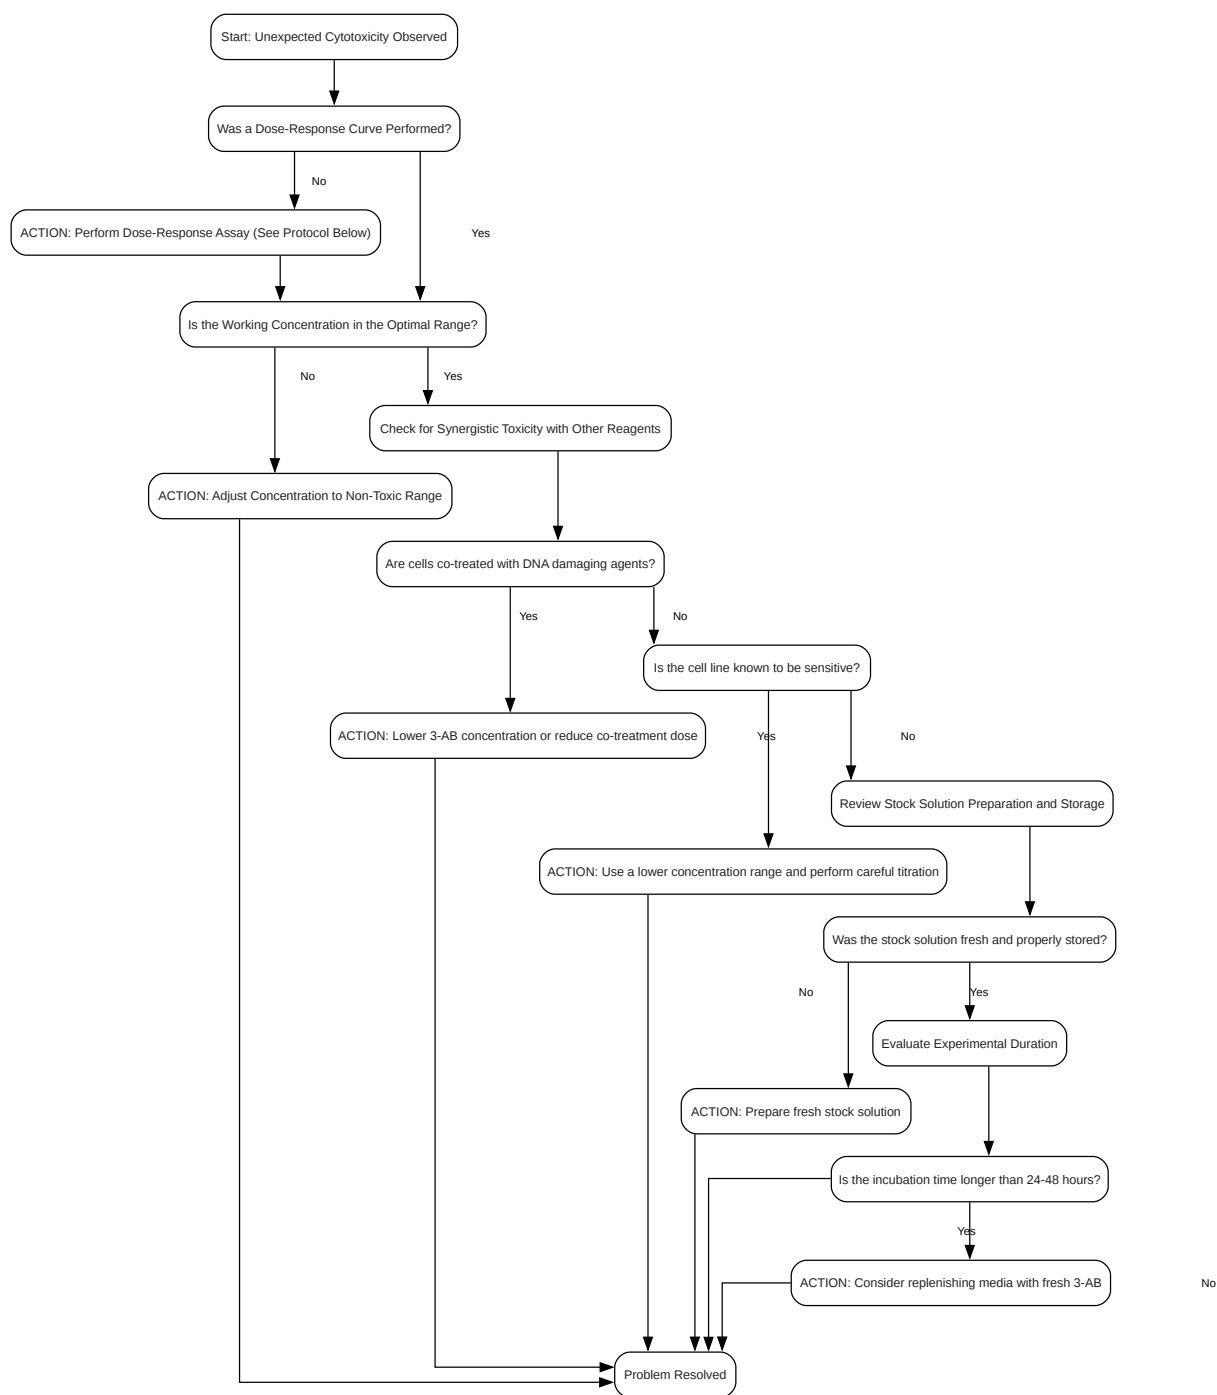 Start: Unexpected Cytotoxicity Observed
Was a Dose-Response Curve Performed?
No
ACTION: Perform Dose-Response Assay (See Protocol Below)
Yes
Is the Working Concentration in the Optimal Range?
No
Yes
Check for Synergistic Toxicity with Other Reagents
ACTION: Adjust Concentration to Non-Toxic Range
Are cells co-treated with DNA damaging agents?
Yes
No
Is the cell line known to be sensitive?
ACTION: Lower 3-AB concentration or reduce co-treatment dose
Yes
No
Review Stock Solution Preparation and Storage
ACTION: Use a lower concentration range and perform careful titration
Was the stock solution fresh and properly stored?
No
Yes
Evaluate Experimental Duration
ACTION: Prepare fresh stock solution
Is the incubation time longer than 24-48 hours?
Yes
ACTION: Consider replenishing media with fresh 3-AB
No
Problem Resolved